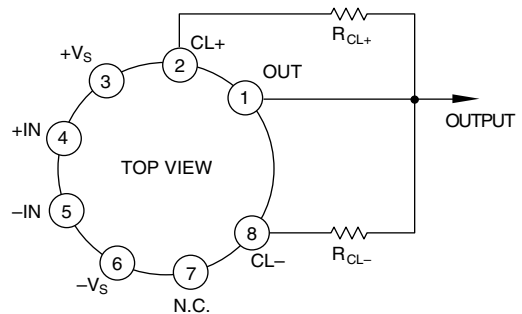 CL+
R_CL+
+V_S
2
OUT
3
1
OUTPUT
+IN
4
TOP VIEW
–IN
5
8
R_CL–
6
CL–
–V_S
7
N.C.